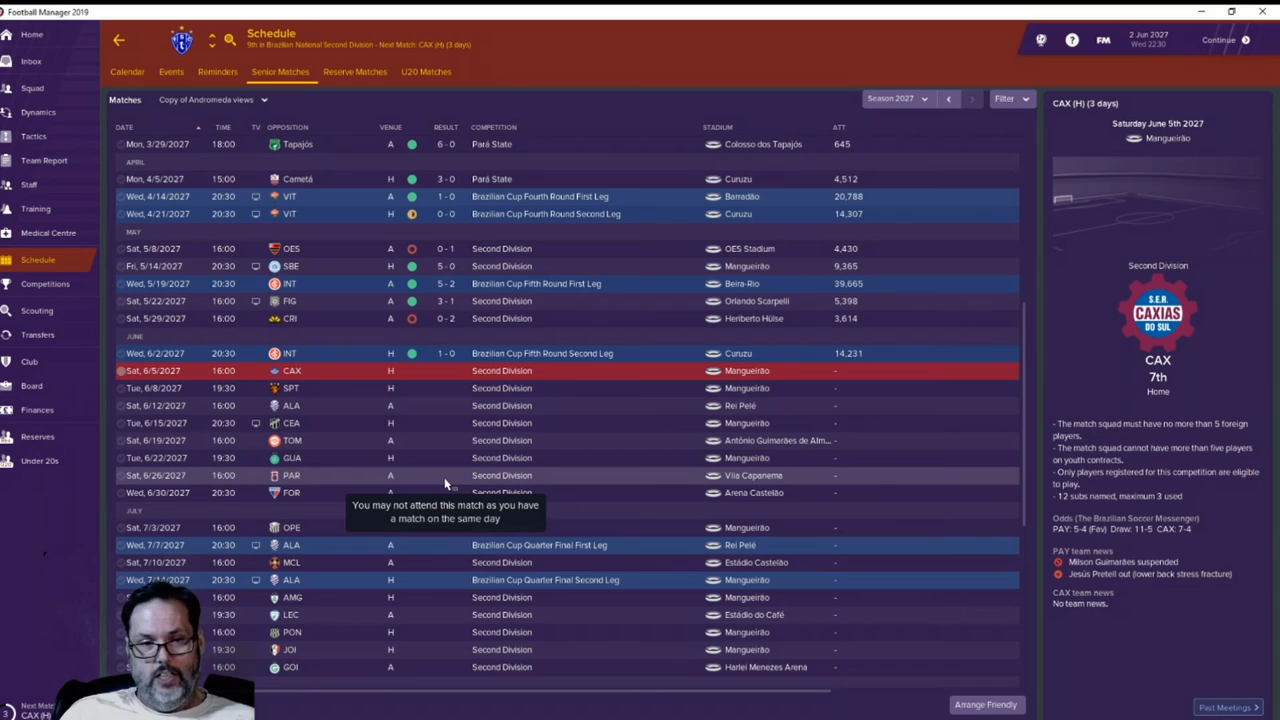 Football Manager 2019
Home
Inbox
Squad
Dynamics
Tactics
Team Report
Staff
Training
Medical Centre
Schedule
Competitions
Scouting
Transfers
Club
Board
Finances
Reserves
Under 20s
Schedule
9th in Brazilian National Second Division - Next Match: CAX (H) (3 days)
FM
2 Jun 2027
Wed 22:30
Continue
Calendar Events Reminders Senior Matches Reserve Matches U20 Matches
Matches Copy of Andromeda views Season 2027 Filter
DATE TIME TV OPPOSITION VENUE RESULT COMPETITION STADIUM ATT
Mon, 3/29/2027 18:00 Tapajós A 6 - 0 Pará State Colosso dos Tapajós 645
APRIL
Mon, 4/5/2027 15:00 Cametá H 3 - 0 Pará State Curuzu 4,512
Wed, 4/14/2027 20:30 VIT A 1 - 0 Brazilian Cup Fourth Round First Leg Barradão 20,788
Wed, 4/21/2027 20:30 VIT H 0 - 0 Brazilian Cup Fourth Round Second Leg Curuzu 14,307
MAY
Sat, 5/8/2027 16:00 OES A 0 - 1 Second Division OES Stadium 4,430
Fri, 5/14/2027 20:30 SBE H 5 - 0 Second Division Mangueirão 9,365
Wed, 5/19/2027 20:30 INT A 5 - 2 Brazilian Cup Fifth Round First Leg Beira-Rio 39,665
Sat, 5/22/2027 16:00 FIG A 3 - 1 Second Division Orlando Scarpelli 5,398
Sat, 5/29/2027 16:00 CRI A 0 - 2 Second Division Heriberto Hülse 3,614
JUNE
Wed, 6/2/2027 20:30 INT H 1 - 0 Brazilian Cup Fifth Round Second Leg Curuzu 14,231
Sat, 6/5/2027 16:00 CAX H Second Division Mangueirão -
Tue, 6/8/2027 19:30 SPT H Second Division Mangueirão -
Sat, 6/12/2027 16:00 ALA A Second Division Rei Pelé -
Tue, 6/15/2027 20:30 CEA H Second Division Mangueirão -
Sat, 6/19/2027 16:00 TOM A Second Division Antônio Guimarães de Alm... -
Tue, 6/22/2027 19:30 GUA H Second Division Mangueirão -
Sat, 6/26/2027 16:00 PAR A Second Division Vila Capanema -
Wed, 6/30/2027 20:30 FOR A Second Division Arena Castelão -
You may not attend this match as you have
a match on the same day
JULY
Sat, 7/3/2027 16:00 OPE Second Division Mangueirão -
Wed, 7/7/2027 20:30 ALA A Brazilian Cup Quarter Final First Leg Rei Pelé -
Sat, 7/10/2027 16:00 MCL A Second Division Estádio Castelão -
Wed, 7/14/2027 20:30 ALA H Brazilian Cup Quarter Final Second Leg Mangueirão -
16:00 AMG H Second Division Mangueirão -
19:30 LEC A Second Division Estádio do Café -
16:00 PON H Second Division Mangueirão -
19:30 JOI H Second Division Mangueirão -
16:00 GOI A Second Division Harlei Menezes Arena -
Arrange Friendly
3 Next Mat
CAX (H)
CAX (H) (3 days)
Saturday June 5th 2027
Mangueirão
Second Division
S.E.R.
CAXIAS
DO SUL
CAX
7th
Home
- The match squad must have no more than 5 foreign
players.
- The match squad cannot have more than five players
on youth contracts.
- Only players registered for this competition are eligible
to play.
- 12 subs named, maximum 3 used
Odds (The Brazilian Soccer Messenger)
PAY: 5-4 (Fav) Draw: 11-5 CAX: 7-4
PAY team news
Milson Guimarães suspended
Jesús Pretell out (lower back stress fracture)
CAX team news
No team news.
Past Meetings